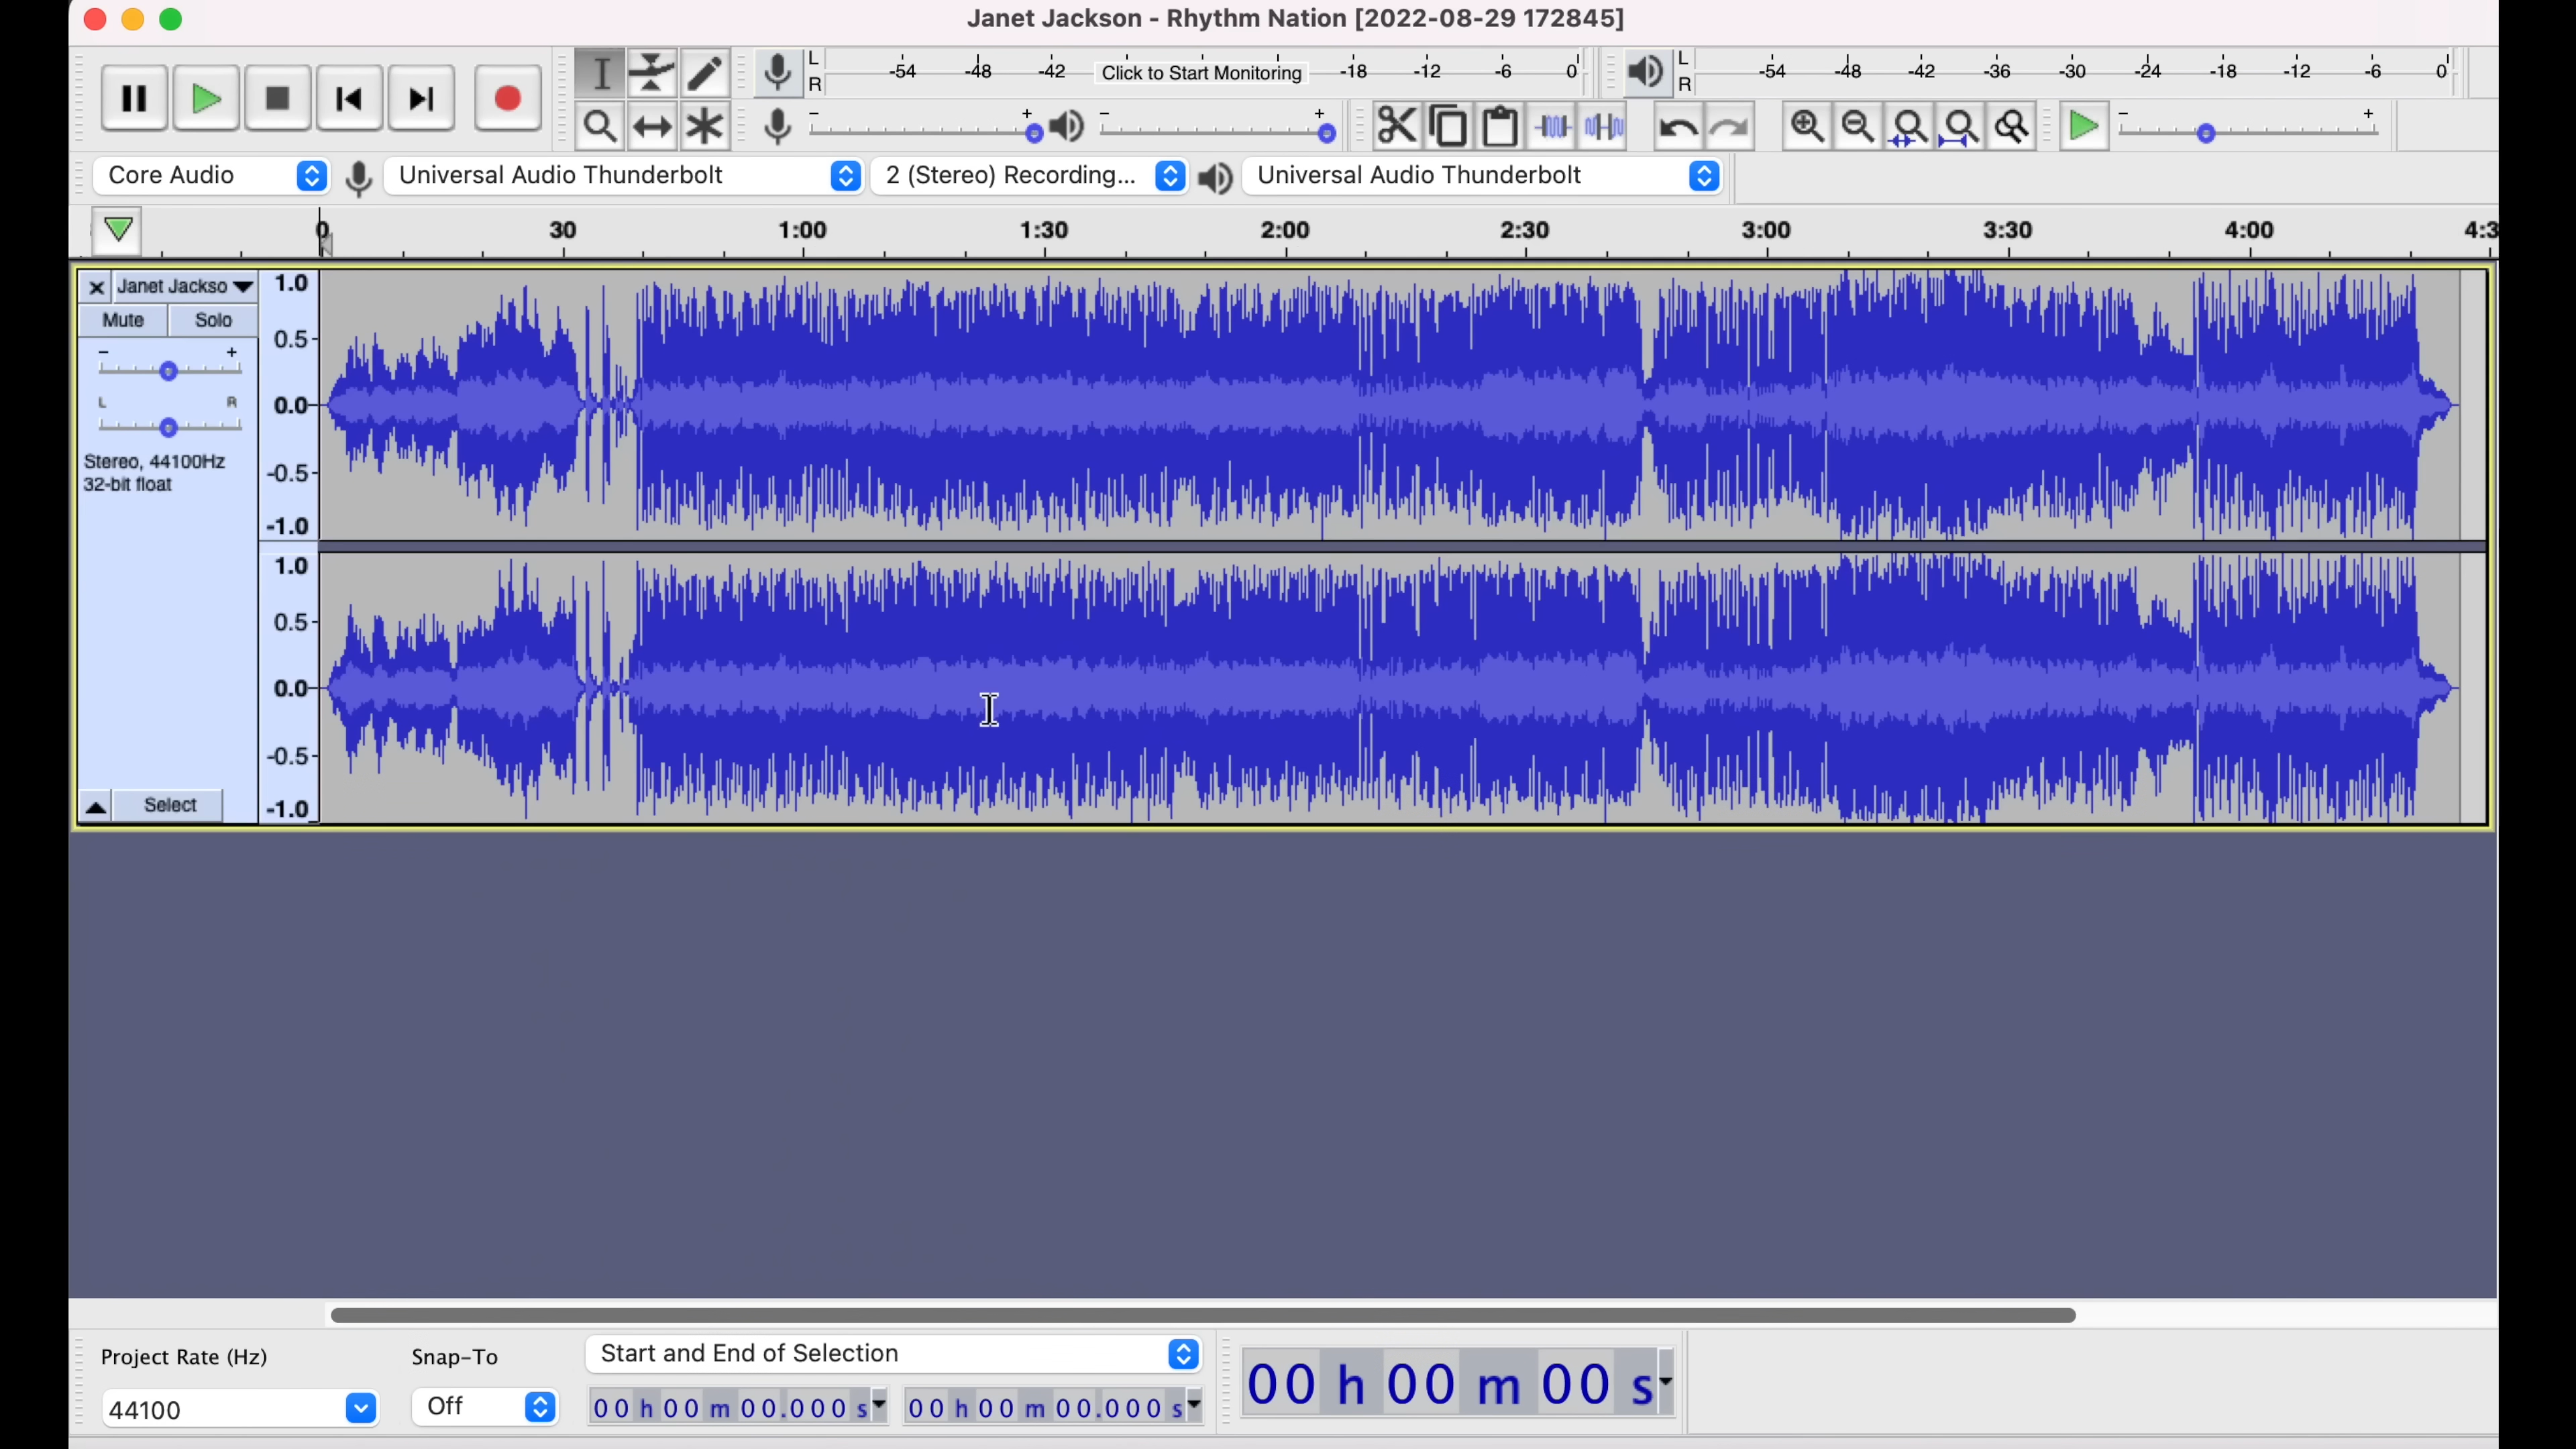 Janet Jackson - Rhythm Nation [2022-08-29 172845]
L
R
-54 -48 -42 Click to Start Monitoring -18 -12 -6 0
L
R
-54 -48 -42 -36 -30 -24 -18 -12 -6 0
- + - + - +
Core Audio Universal Audio Thunderbolt 2 (Stereo) Recording... Universal Audio Thunderbolt
0 30 1:00 1:30 2:00 2:30 3:00 3:30 4:00 4:3
Janet Jackso
Mute Solo
- +
L R
Stereo, 44100Hz
32-bit float
Select
1.0
0.5
0.0
-0.5
-1.0
1.0
0.5
0.0
-0.5
-1.0
Project Rate (Hz) Snap-To Start and End of Selection
44100 Off 00 h 00 m 00.000 s 00 h 00 m 00.000 s
00 h 00 m 00 s